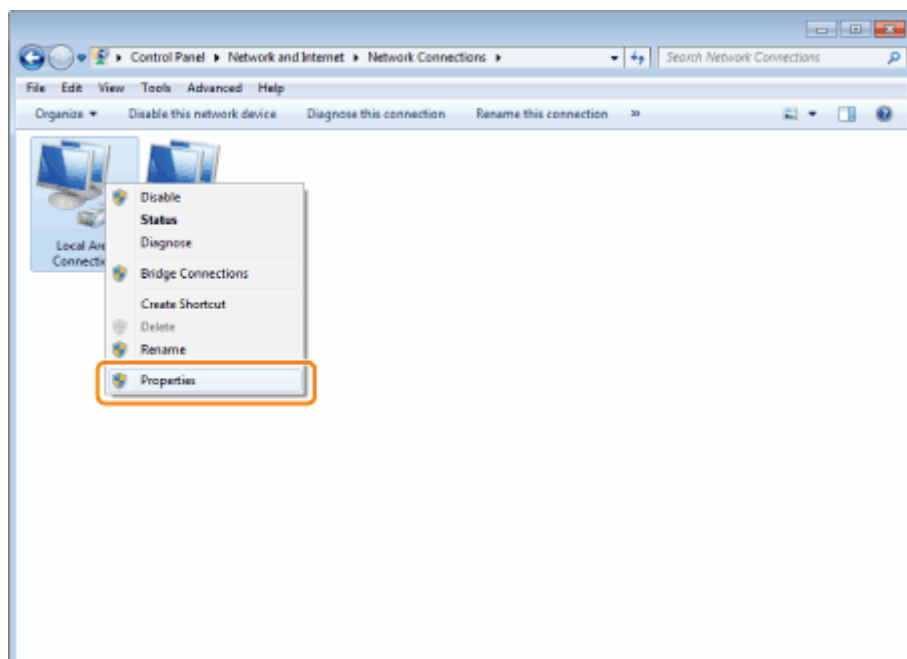 Control Panel ▸ Network and Internet ▸ Network Connections ▸
Search Network Connections
File Edit View Tools Advanced Help
Organize Disable this network device Diagnose this connection Rename this connection »
Local Are
Connecti
Disable
Status
Diagnose
Bridge Connections
Create Shortcut
Delete
Rename
Properties